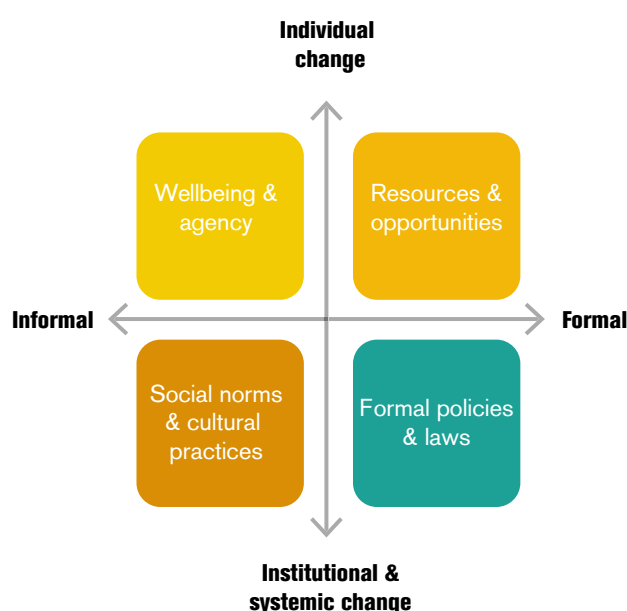 Individual
change
Wellbeing &
agency
Resources &
opportunities
Informal
Formal
Social norms
& cultural
practices
Formal policies
& laws
Institutional &
systemic change